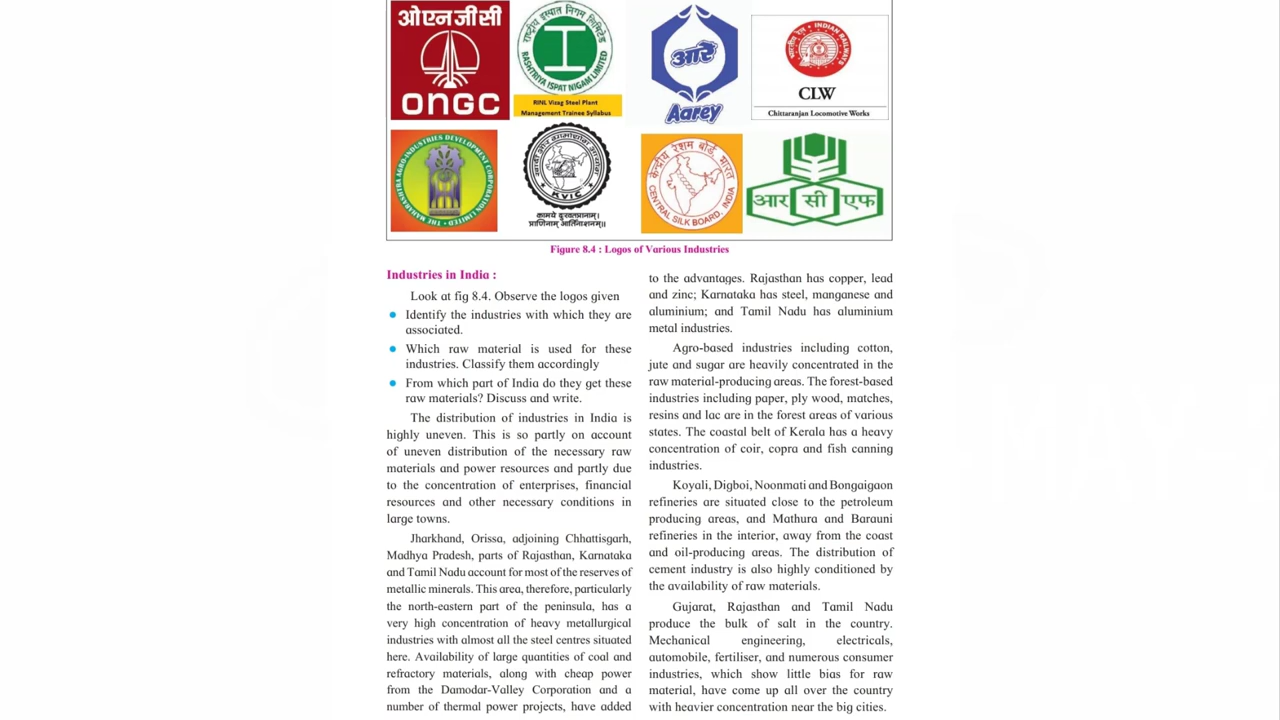 ओ एन जी सी
ONGC
राष्ट्रीय इस्पात निगम लिमिटेड
RASHTRIYA ISPAT NIGAM LIMITED
RINL Vizag Steel Plant
Management Trainee Syllabus
आरे
Aarey
भारतीय रेल INDIAN RAILWAYS
CLW
Chittaranjan Locomotive Works
THE MAHARASHTRA AGRO-INDUSTRIES DEVELOPMENT CORPORATION LIMITED
खादी और ग्रामोद्योग आयोग
KVIC
कामये दुःखतप्तानाम्।
प्राणिनाम् आर्तिनाशनम्॥
केन्द्रीय रेशम बोर्ड भारत
CENTRAL SILK BOARD, INDIA
आर सी एफ
Figure 8.4 : Logos of Various Industries
Industries in India :
Look at fig 8.4. Observe the logos given
Identify the industries with which they are
associated.
Which raw material is used for these
industries. Classify them accordingly
From which part of India do they get these
raw materials? Discuss and write.
The distribution of industries in India is
highly uneven. This is so partly on account
of uneven distribution of the necessary raw
materials and power resources and partly due
to the concentration of enterprises, financial
resources and other necessary conditions in
large towns.
Jharkhand, Orissa, adjoining Chhattisgarh,
Madhya Pradesh, parts of Rajasthan, Karnataka
and Tamil Nadu account for most of the reserves of
metallic minerals. This area, therefore, particularly
the north-eastern part of the peninsula, has a
very high concentration of heavy metallurgical
industries with almost all the steel centres situated
here. Availability of large quantities of coal and
refractory materials, along with cheap power
from the Damodar-Valley Corporation and a
number of thermal power projects, have added
to the advantages. Rajasthan has copper, lead
and zinc; Karnataka has steel, manganese and
aluminium; and Tamil Nadu has aluminium
metal industries.
Agro-based industries including cotton,
jute and sugar are heavily concentrated in the
raw material-producing areas. The forest-based
industries including paper, ply wood, matches,
resins and lac are in the forest areas of various
states. The coastal belt of Kerala has a heavy
concentration of coir, copra and fish canning
industries.
Koyali, Digboi, Noonmati and Bongaigaon
refineries are situated close to the petroleum
producing areas, and Mathura and Barauni
refineries in the interior, away from the coast
and oil-producing areas. The distribution of
cement industry is also highly conditioned by
the availability of raw materials.
Gujarat, Rajasthan and Tamil Nadu
produce the bulk of salt in the country.
Mechanical engineering, electricals,
automobile, fertiliser, and numerous consumer
industries, which show little bias for raw
material, have come up all over the country
with heavier concentration near the big cities.